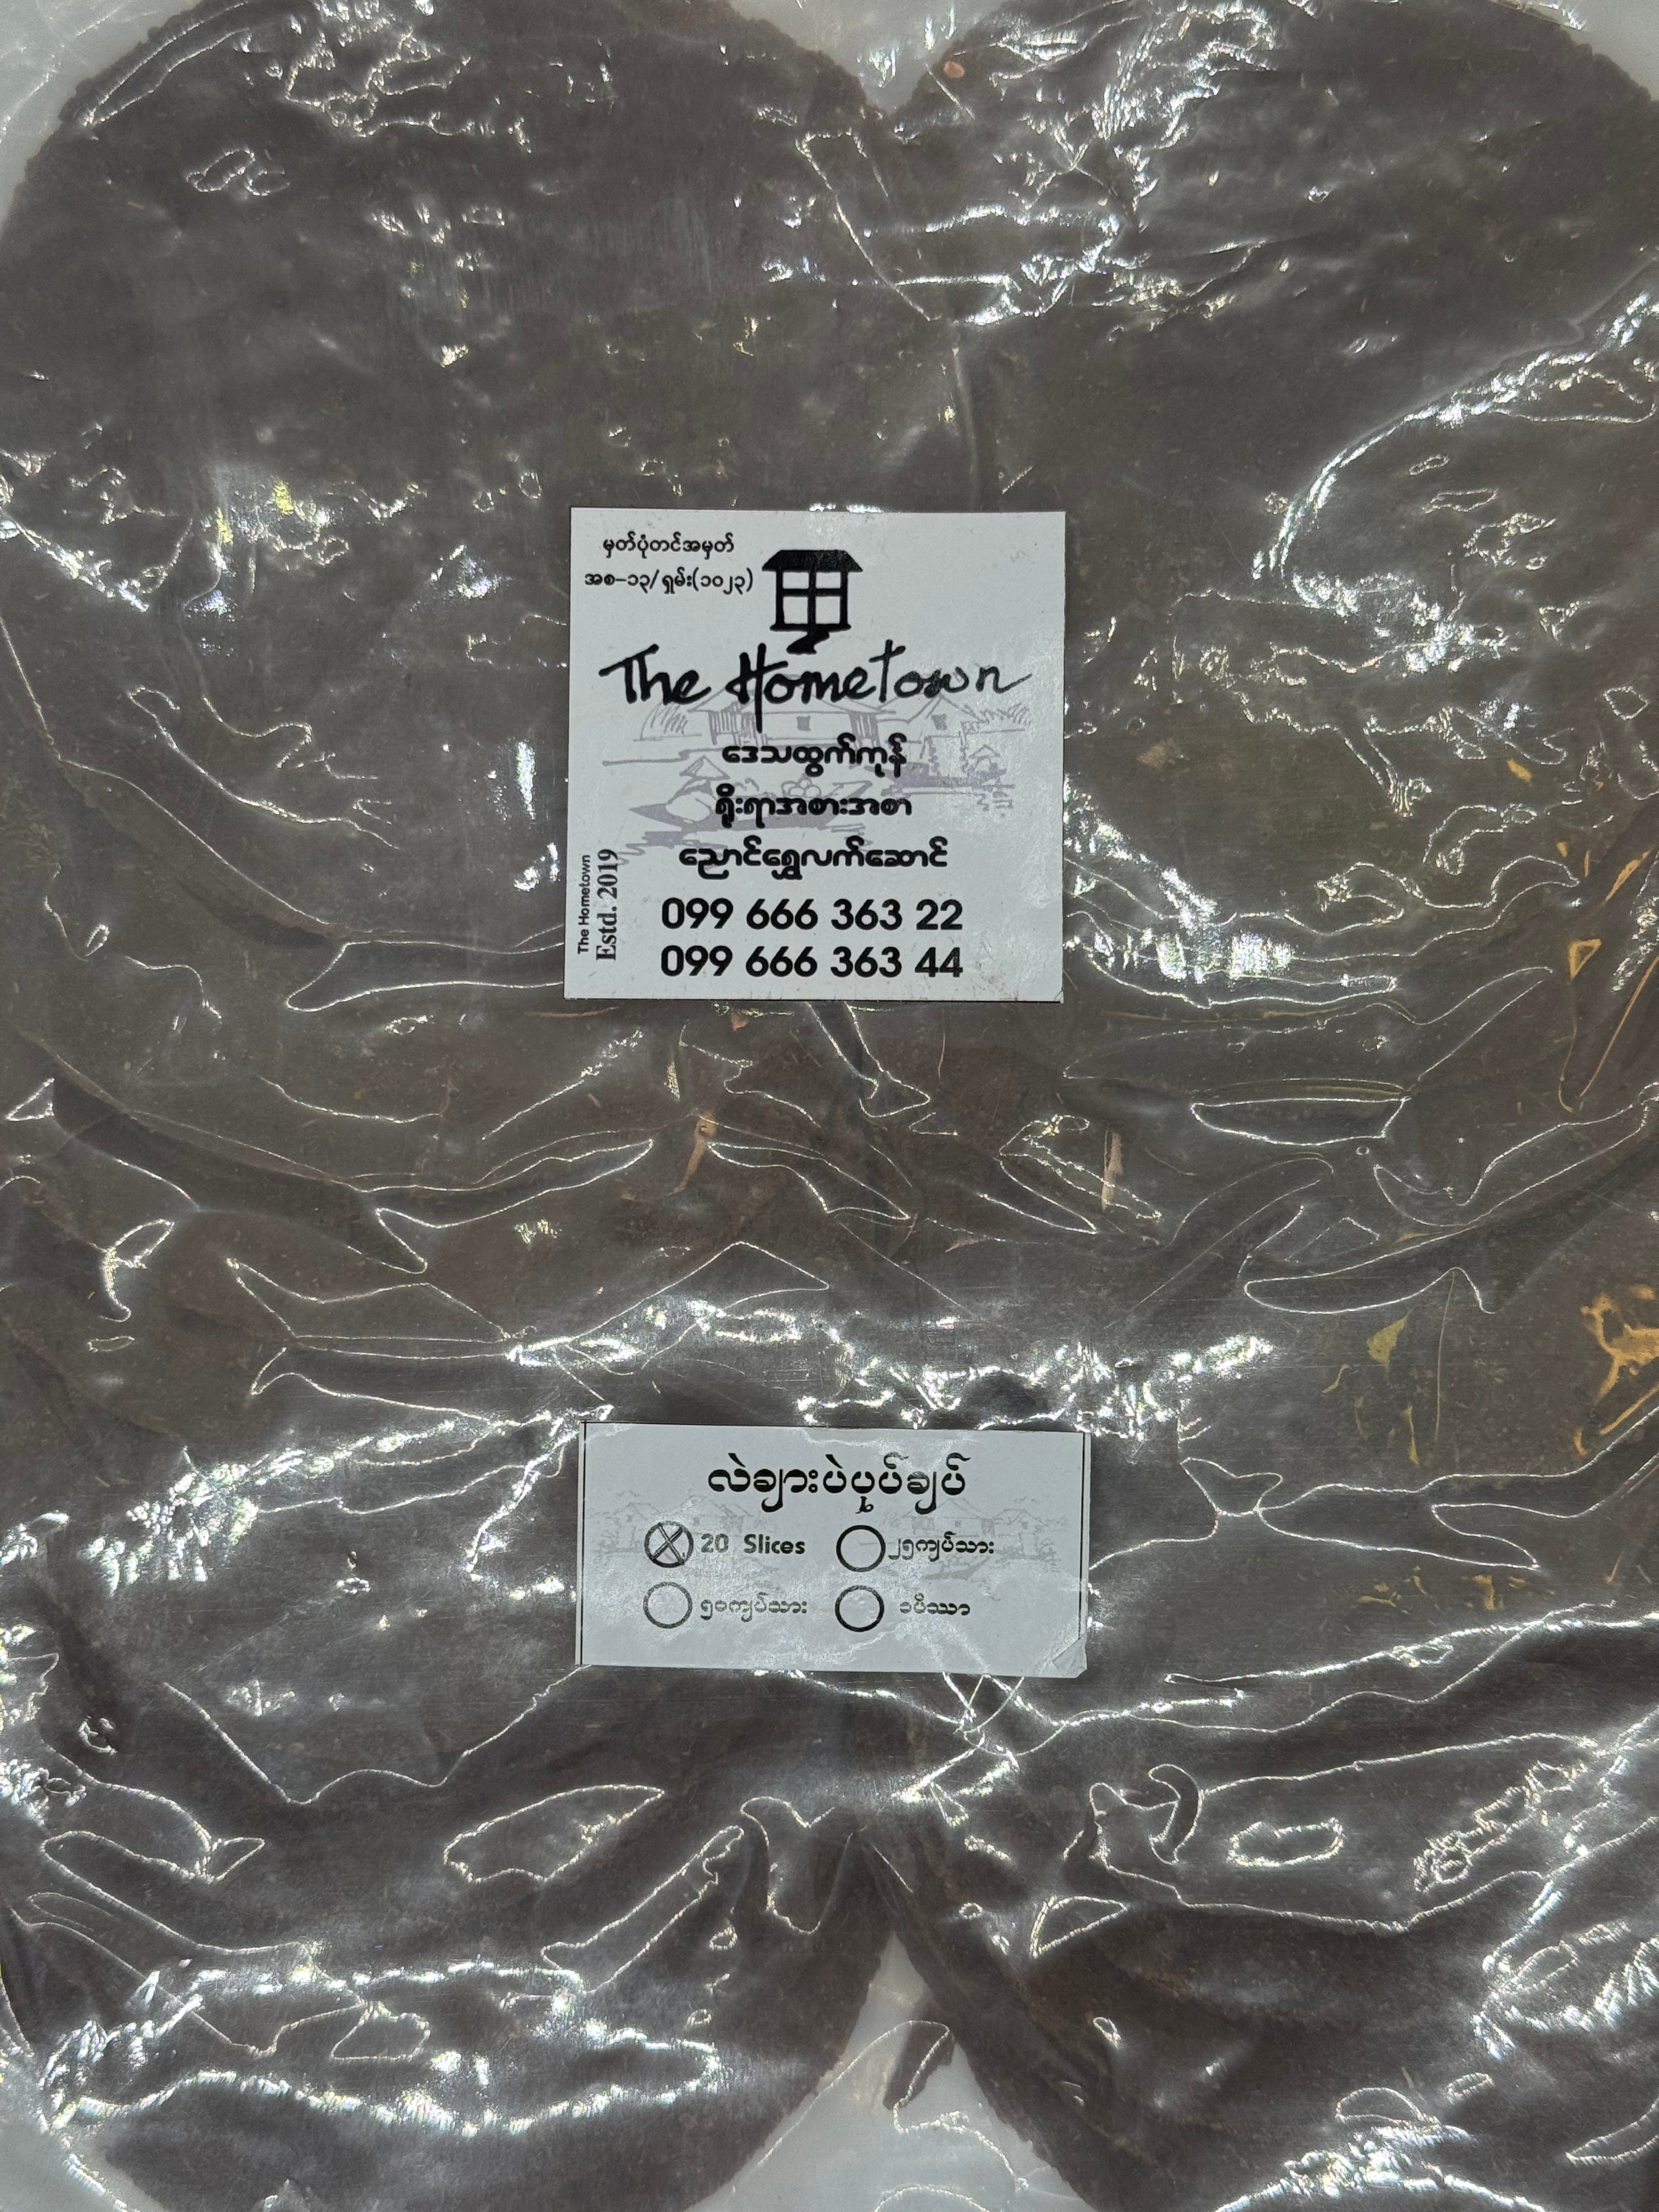 မှတ်ပုံတင်အမှတ်
အစ–၁၃/ရှမ်း(၁၀၂၃)
The Hometown
ဒေသထွက်ကုန်
ရိုးရာအစားအစာ
ညောင်ရွှေလက်ဆောင်
099 666 363 22
099 666 363 44
The Hometown
Estd. 2019
လဲချားပဲပုပ်ချပ်
20 Slices
၂၅ကျပ်သား
၅၀ကျပ်သား
၁ပိဿာ